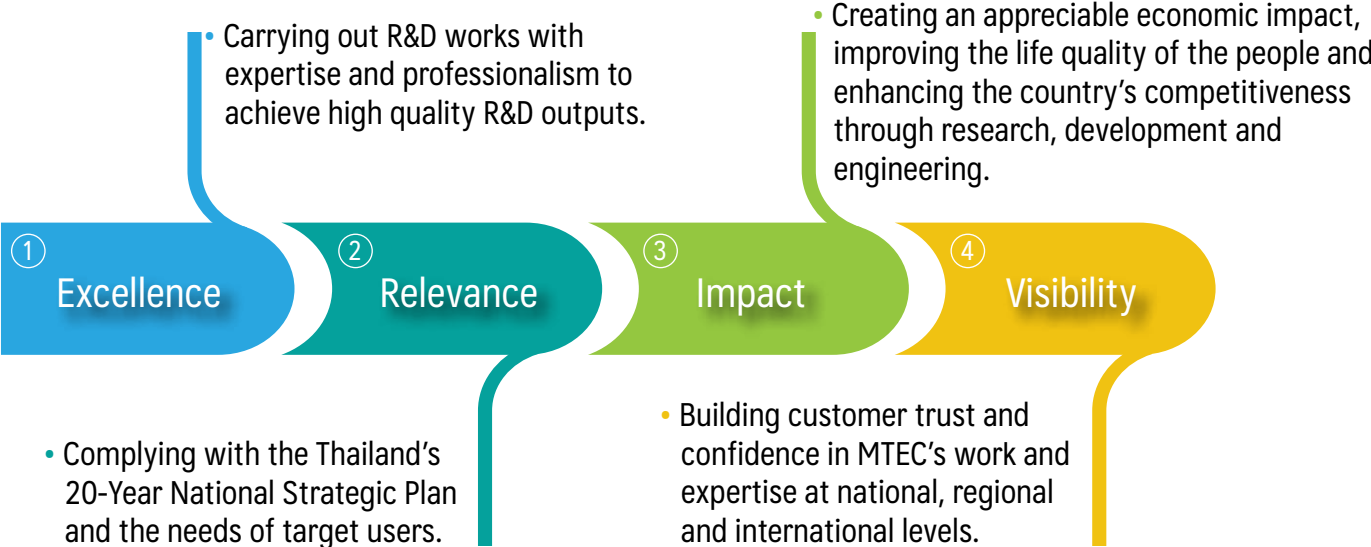 • Carrying out R&D works with
expertise and professionalism to
achieve high quality R&D outputs.
• Creating an appreciable economic impact,
improving the life quality of the people and
enhancing the country's competitiveness
through research, development and
engineering.
1
Excellence
2
Relevance
3
Impact
4
Visibility
• Complying with the Thailand's
20-Year National Strategic Plan
and the needs of target users.
• Building customer trust and
confidence in MTEC's work and
expertise at national, regional
and international levels.